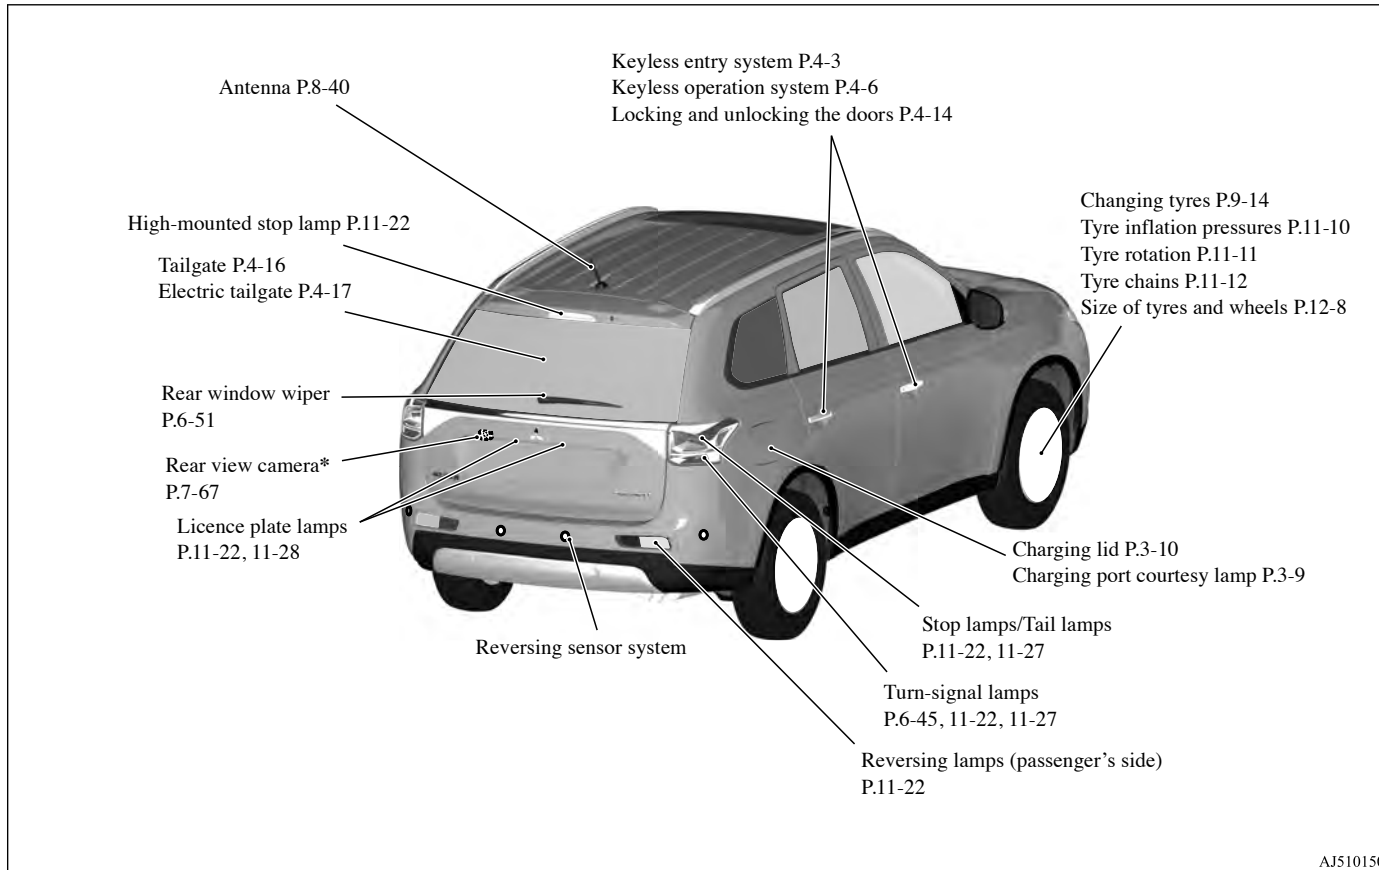 Keyless entry system P.4-3
Keyless operation system P.4-6
Locking and unlocking the doors P.4-14
Antenna P.8-40
Changing tyres P.9-14
Tyre inflation pressures P.11-10
Tyre rotation P.11-11
Tyre chains P.11-12
Size of tyres and wheels P.12-8
High-mounted stop lamp P.11-22
Tailgate P.4-16
Electric tailgate P.4-17
Rear window wiper
P.6-51
Rear view camera*
P.7-67
Licence plate lamps
P.11-22, 11-28
Charging lid P.3-10
Charging port courtesy lamp P.3-9
Stop lamps/Tail lamps
P.11-22, 11-27
Reversing sensor system
Turn-signal lamps
P.6-45, 11-22, 11-27
Reversing lamps (passenger’s side)
P.11-22